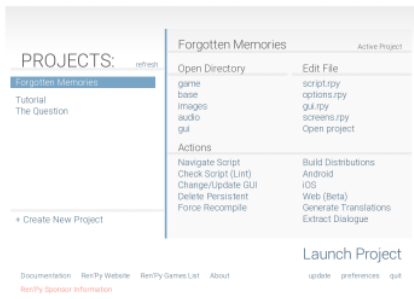 PROJECTS:
refresh
Forgotten Memories
Tutorial
The Question
+ Create New Project
Forgotten Memories
Active Project
Open Directory
game
base
images
audio
gui
Edit File
script.rpy
options.rpy
gui.rpy
screens.rpy
Open project
Actions
Navigate Script
Check Script (Lint)
Change/Update GUI
Delete Persistent
Force Recompile
Build Distributions
Android
iOS
Web (Beta)
Generate Translations
Extract Dialogue
Launch Project
Documentation Ren'Py Website Ren'Py Games List About
update preferences quit
Ren'Py Sponsor Information